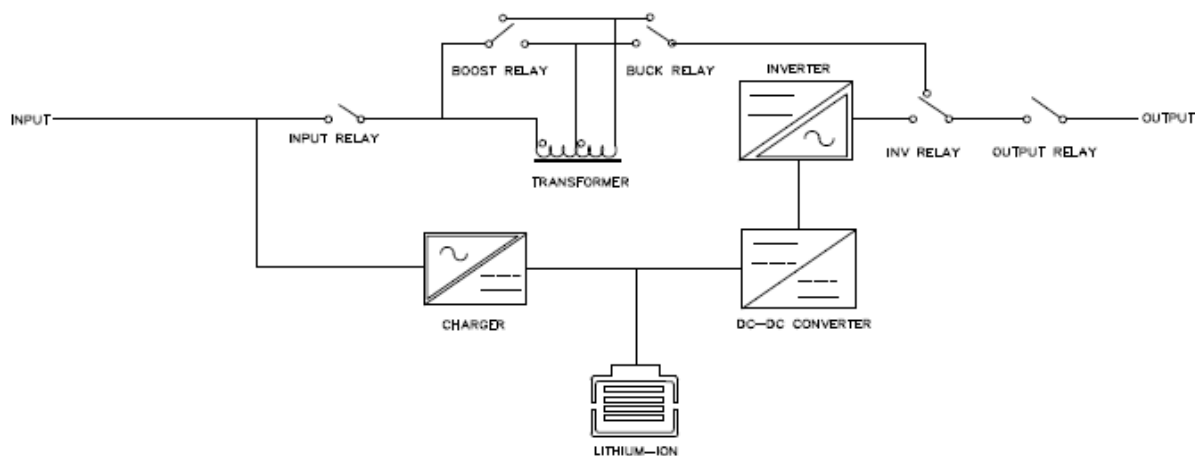 BOOST RELAY
BUCK RELAY
INVERTER
INPUT
INPUT RELAY
TRANSFORMER
INV RELAY
OUTPUT RELAY
OUTPUT
CHARGER
DC-DC CONVERTER
LITHIUM-ION